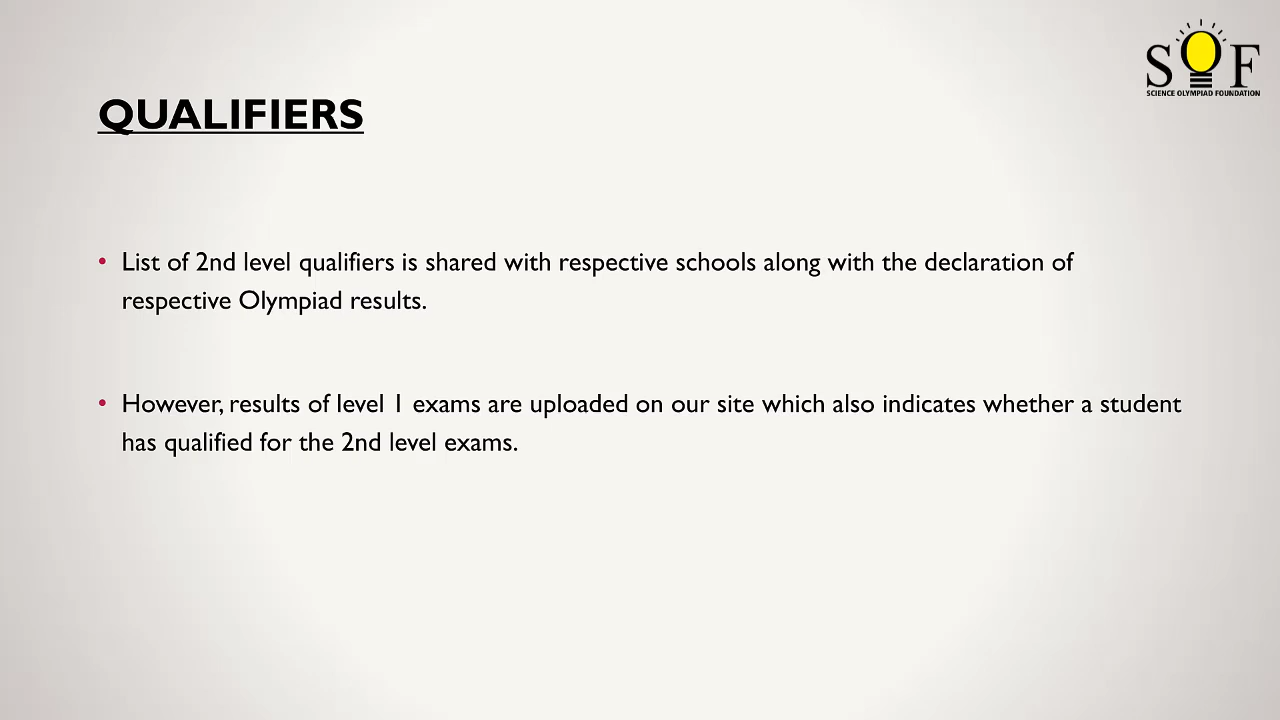 SOF
SCIENCE OLYMPIAD FOUNDATION
QUALIFIERS
• List of 2nd level qualifiers is shared with respective schools along with the declaration of
respective Olympiad results.
• However, results of level 1 exams are uploaded on our site which also indicates whether a student
has qualified for the 2nd level exams.